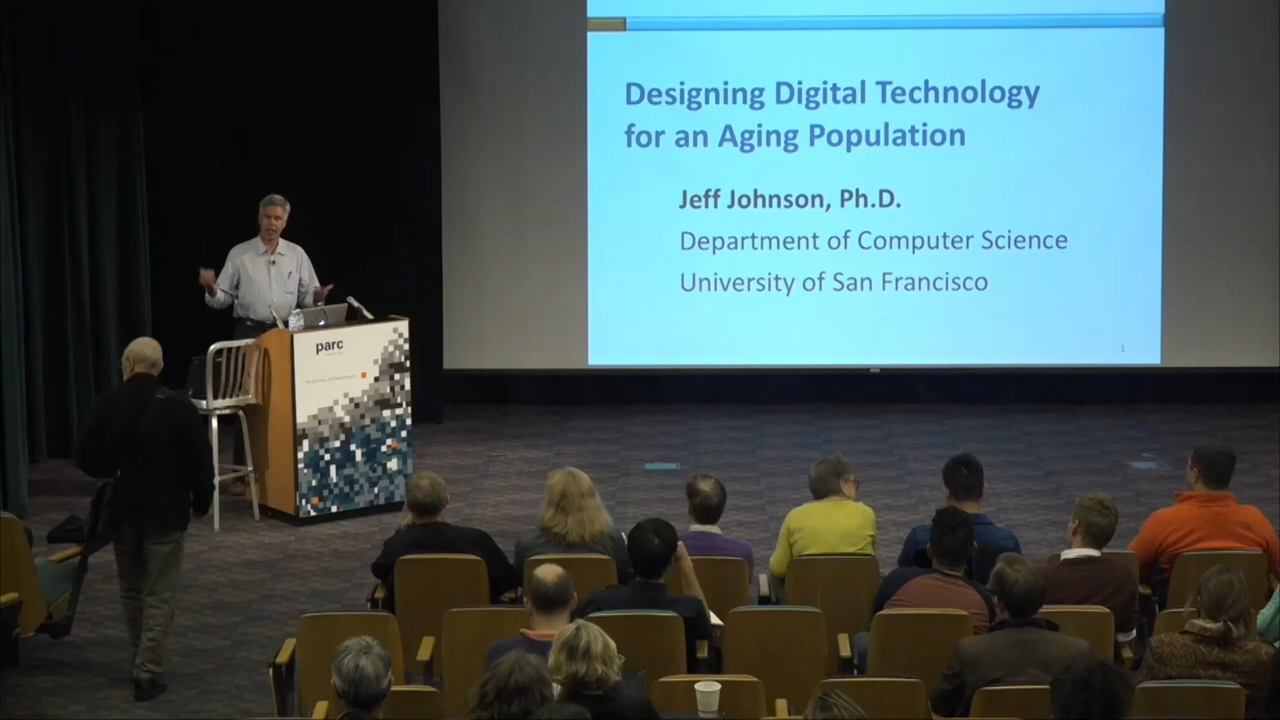 Designing Digital Technology
for an Aging Population
Jeff Johnson, Ph.D.
Department of Computer Science
University of San Francisco
1
parc